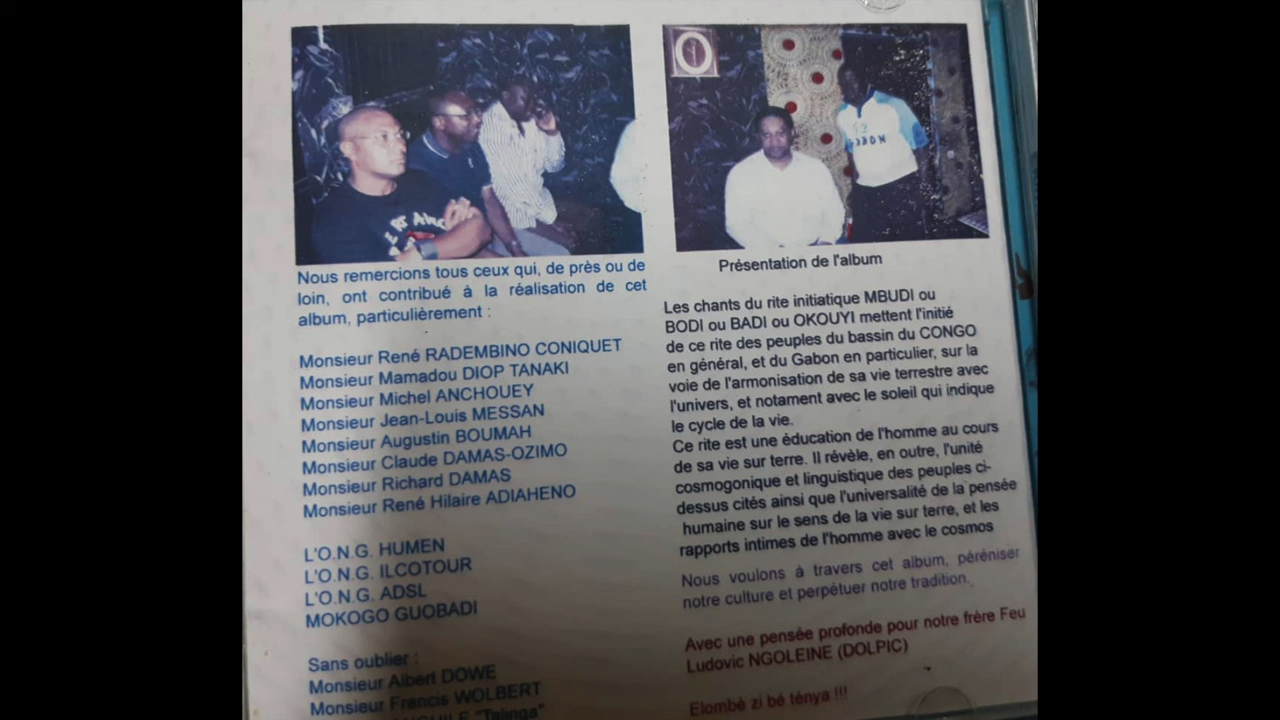 Nous remercions tous ceux qui, de près ou de
loin, ont contribué à la réalisation de cet
album, particulièrement :
Monsieur René RADEMBINO CONIQUET
Monsieur Mamadou DIOP TANAKI
Monsieur Michel ANCHOUEY
Monsieur Jean-Louis MESSAN
Monsieur Augustin BOUMAH
Monsieur Claude DAMAS-OZIMO
Monsieur Richard DAMAS
Monsieur René Hilaire ADIAHENO
L'O.N.G. HUMEN
L'O.N.G. ILCOTOUR
L'O.N.G. ADSL
MOKOGO GUOBADI
Sans oublier :
Monsieur Albert DOWE
Monsieur Francis WOLBERT
"Talinga"
Présentation de l'album
Les chants du rite initiatique MBUDI ou
BODI ou BADI ou OKOUYI mettent l'initié
de ce rite des peuples du bassin du CONGO
en général, et du Gabon en particulier, sur la
voie de l'armonisation de sa vie terrestre avec
l'univers, et notament avec le soleil qui indique
le cycle de la vie.
Ce rite est une éducation de l'homme au cours
de sa vie sur terre. Il révèle, en outre, l'unité
cosmogonique et linguistique des peuples ci-
dessus cités ainsi que l'universalité de la pensée
humaine sur le sens de la vie sur terre, et les
rapports intimes de l'homme avec le cosmos
Nous voulons à travers cet album, péréniser
notre culture et perpétuer notre tradition.
Avec une pensée profonde pour notre frère Feu
Ludovic NGOLEINE (DOLPIC)
Elombè zi bé ténya !!!